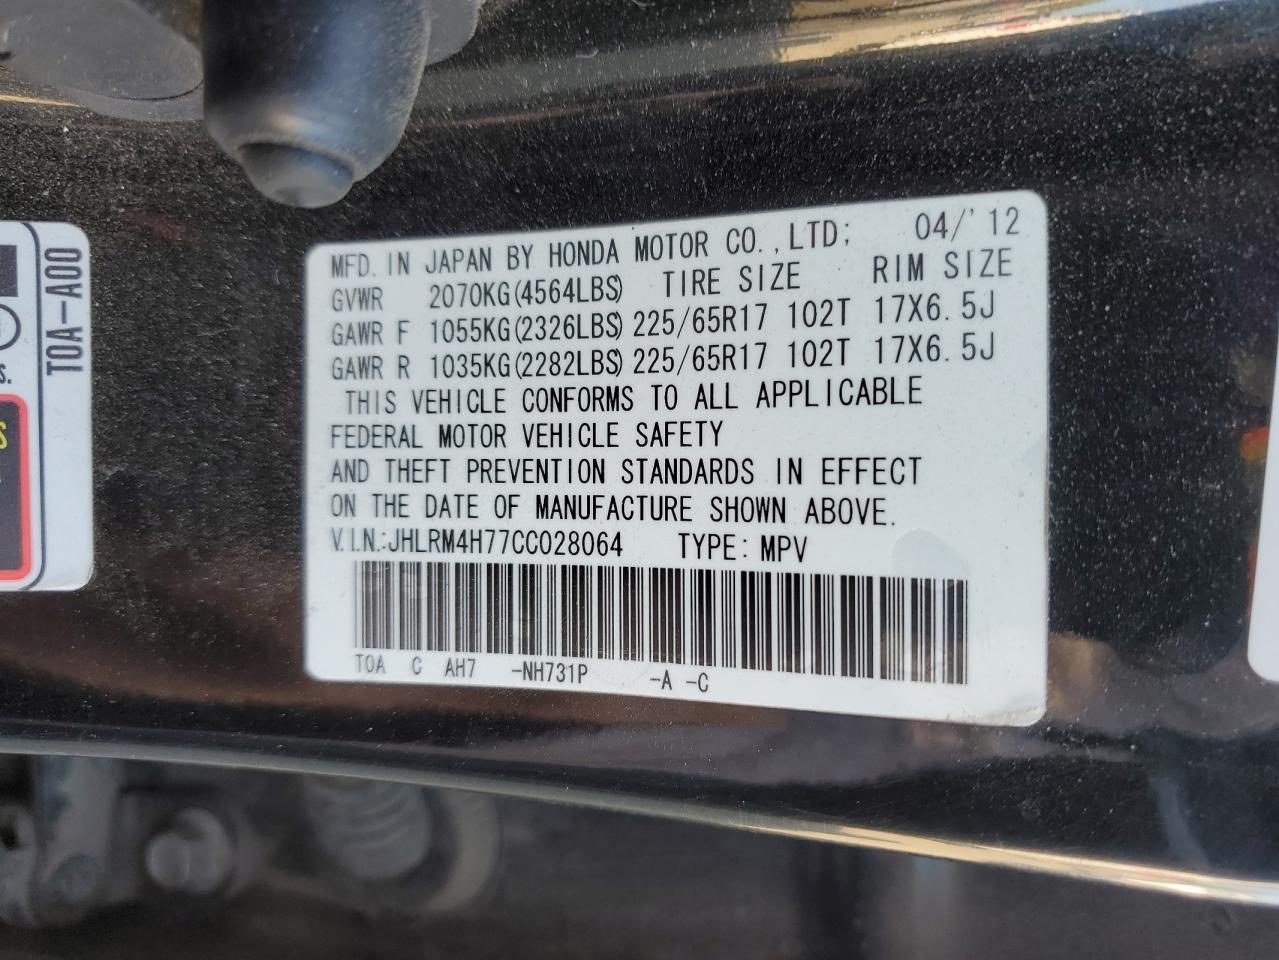 MFD. IN JAPAN BY HONDA MOTOR CO.,LTD; 04/'12
GVWR 2070KG(4564LBS) TIRE SIZE RIM SIZE
GAWR F 1055KG(2326LBS) 225/65R17 102T 17X6.5J
GAWR R 1035KG(2282LBS) 225/65R17 102T 17X6.5J
THIS VEHICLE CONFORMS TO ALL APPLICABLE
FEDERAL MOTOR VEHICLE SAFETY
AND THEFT PREVENTION STANDARDS IN EFFECT
ON THE DATE OF MANUFACTURE SHOWN ABOVE.
V.I.N.:JHLRM4H77CC028064 TYPE: MPV
T0A C AH7 -NH731P -A -C
T0A-A00
S.
S